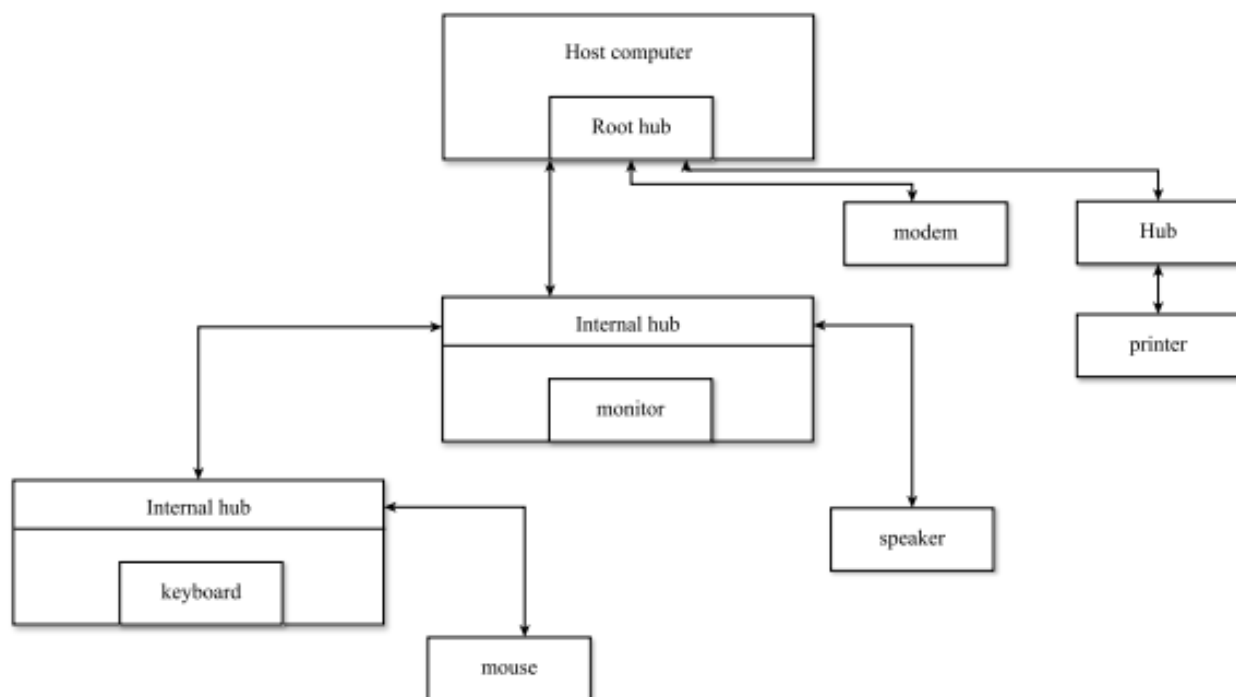 Host computer
Root hub
modem
Hub
Internal hub
printer
monitor
Internal hub
speaker
keyboard
mouse